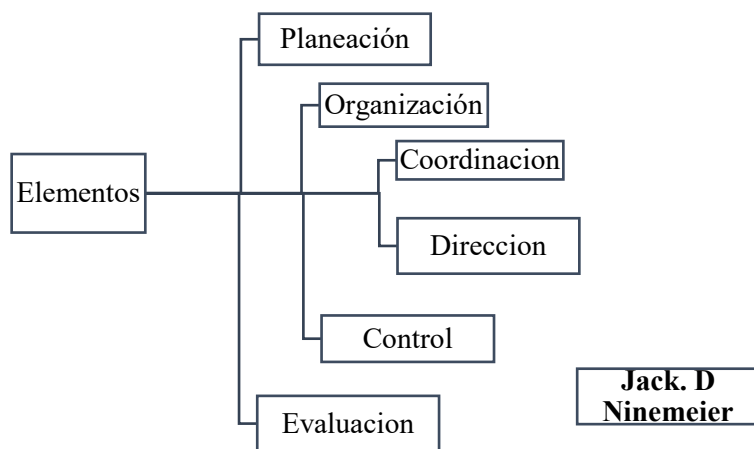 Planeación
Organización
Coordinacion
Elementos
Direccion
Control
Jack. D
Ninemeier
Evaluacion